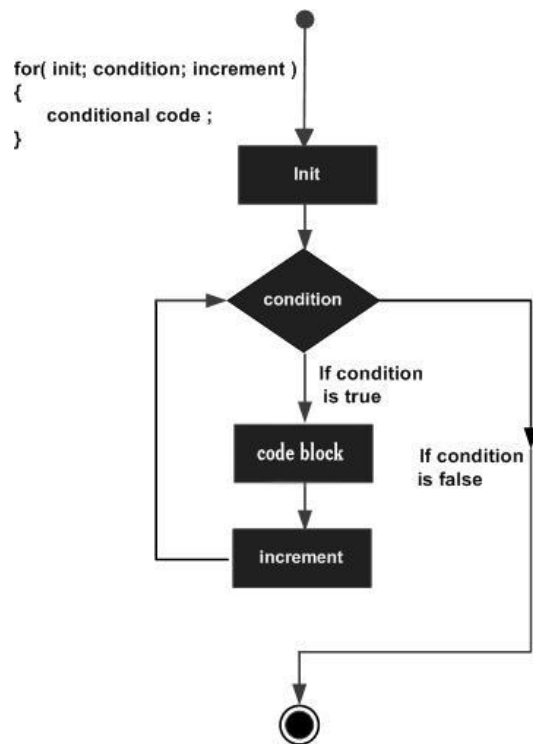 for( init; condition; increment )
{
conditional code ;
}
Init
condition
If condition
is true
code block
If condition
is false
increment